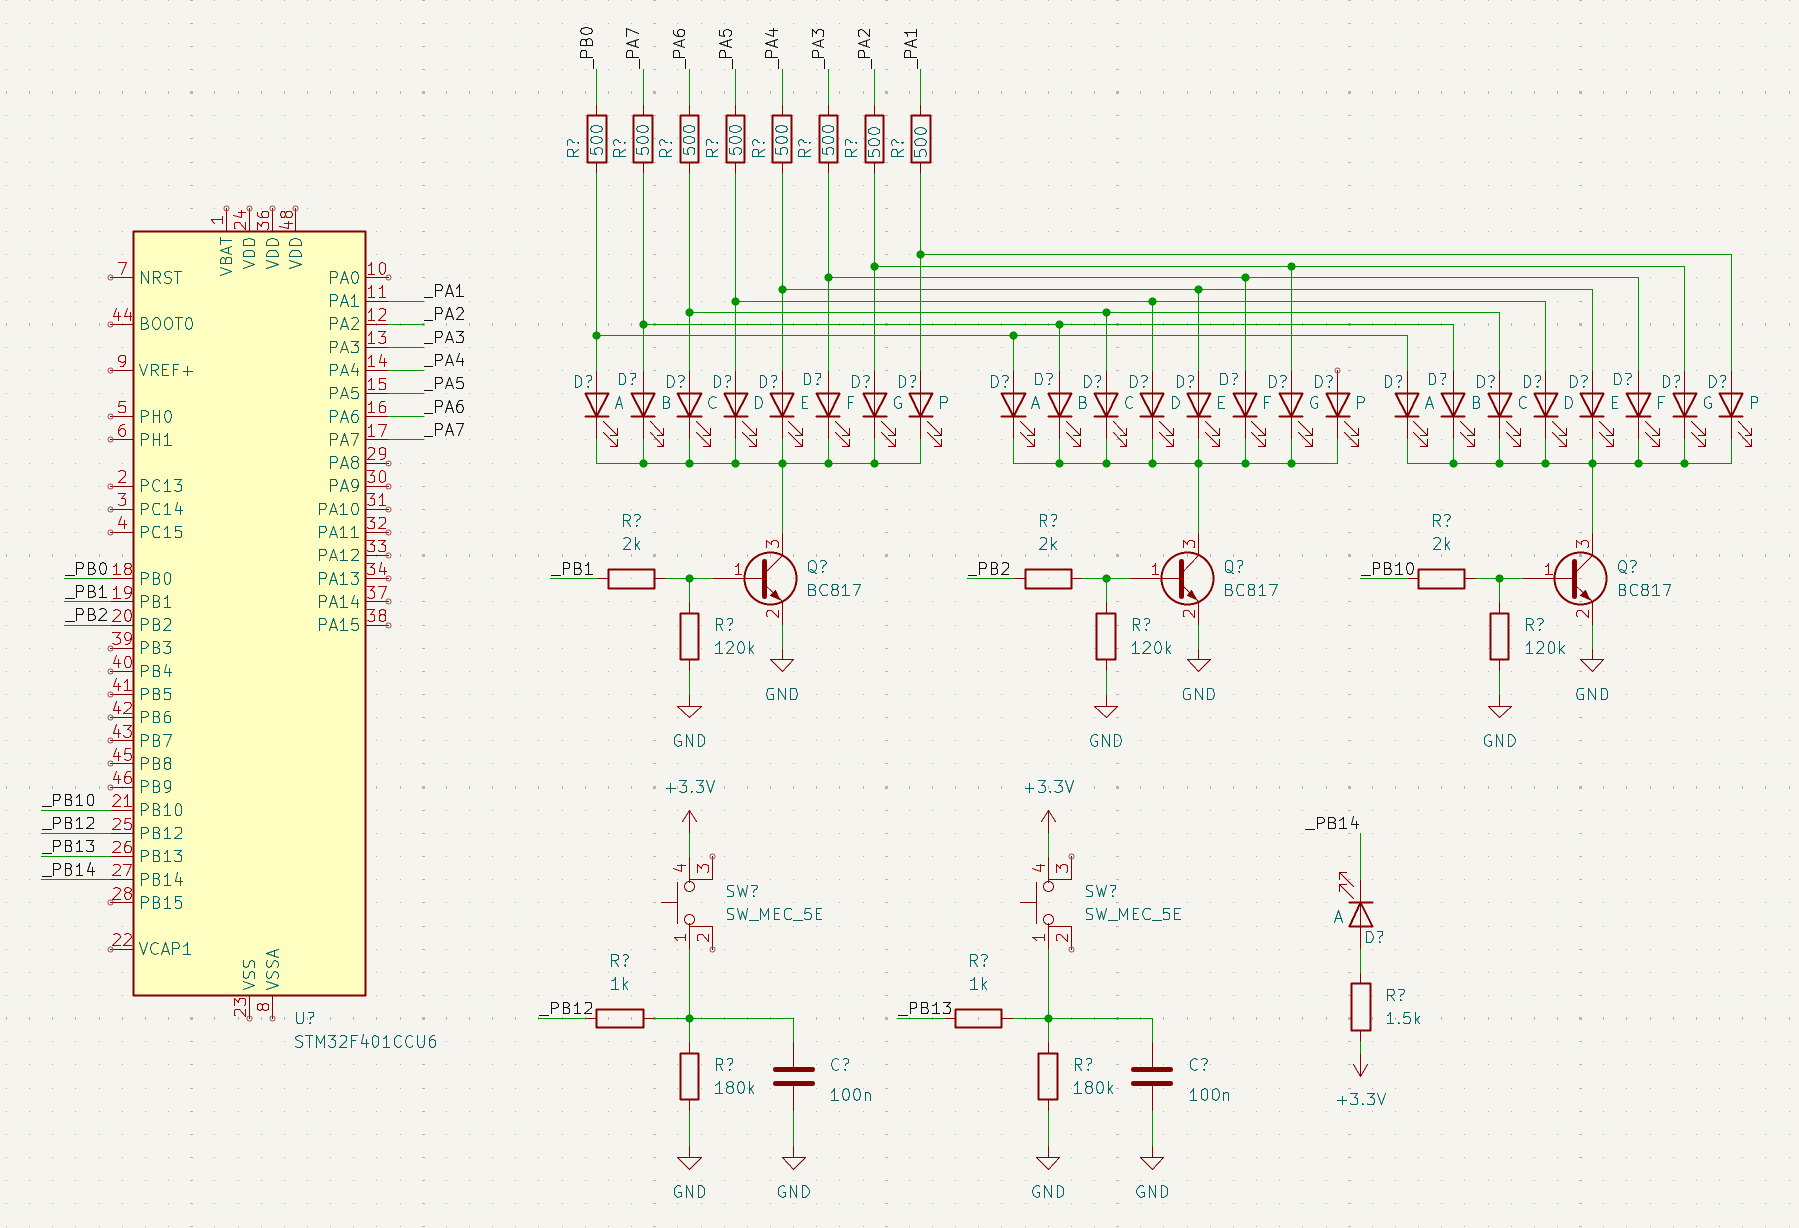 _PB0 _PA7 _PA6 _PA5 _PA4 _PA3 _PA2 _PA1
R? 500 R? 500 R? 500 R? 500 R? 500 R? 500 R? 500 R? 500
1 24 36 48
VBAT VDD VDD VDD
7 NRST PA0 10
PA1 11 _PA1
44 BOOT0 PA2 12 _PA2
PA3 13 _PA3
9 VREF+ PA4 14 _PA4
PA5 15 _PA5
5 PH0 PA6 16 _PA6
6 PH1 PA7 17 _PA7
PA8 29
2 PC13 PA9 30
3 PC14 PA10 31
4 PC15 PA11 32
PA12 33
_PB0 18 PB0 PA13 34
_PB1 19 PB1 PA14 37
_PB2 20 PB2 PA15 38
39 PB3
40 PB4
41 PB5
42 PB6
43 PB7
45 PB8
46 PB9
_PB10 21 PB10
_PB12 25 PB12
_PB13 26 PB13
_PB14 27 PB14
28 PB15
22 VCAP1
VSS VSSA
23 8
U?
STM32F401CCU6
D? D? D? D? D? D? D? D?
A B C D E F G P
D? D? D? D? D? D? D? D?
A B C D E F G P
D? D? D? D? D? D? D? D?
A B C D E F G P
R?
2k
_PB1 1 3 2
Q?
BC817
R?
120k
GND
GND
R?
2k
_PB2 1 3 2
Q?
BC817
R?
120k
GND
GND
R?
2k
_PB10 1 3 2
Q?
BC817
R?
120k
GND
GND
+3.3V
4 3
SW?
SW_MEC_5E
1 2
R?
1k
_PB12
R?
180k
C?
100n
GND GND
+3.3V
4 3
SW?
SW_MEC_5E
1 2
R?
1k
_PB13
R?
180k
C?
100n
GND GND
_PB14
A
D?
R?
1.5k
+3.3V